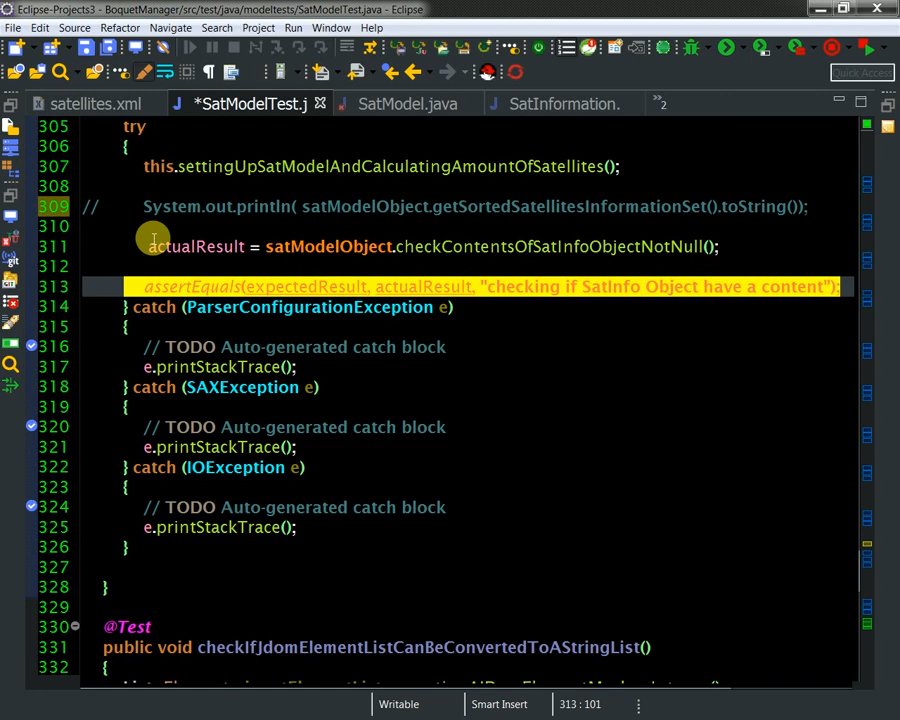 Eclipse-Projects3 - BoquetManager/src/test/java/modeltests/SatModelTest.java - Eclipse
File Edit Source Refactor Navigate Search Project Run Window Help
Quick Access
satellites.xml *SatModelTest.j SatModel.java SatInformation. »2
305 try
306 {
307 this.settingUpSatModelAndCalculatingAmountOfSatellites();
308
309 // System.out.println( satModelObject.getSortedSatellitesInformationSet().toString());
310
311 actualResult = satModelObject.checkContentsOfSatInfoObjectNotNull();
312
313 assertEquals(expectedResult, actualResult, "checking if SatInfo Object have a content");
314 } catch (ParserConfigurationException e)
315 {
316 // TODO Auto-generated catch block
317 e.printStackTrace();
318 } catch (SAXException e)
319 {
320 // TODO Auto-generated catch block
321 e.printStackTrace();
322 } catch (IOException e)
323 {
324 // TODO Auto-generated catch block
325 e.printStackTrace();
326 }
327
328 }
329
330 @Test
331 public void checkIfJdomElementListCanBeConvertedToAStringList()
332 {
Writable Smart Insert 313 : 101